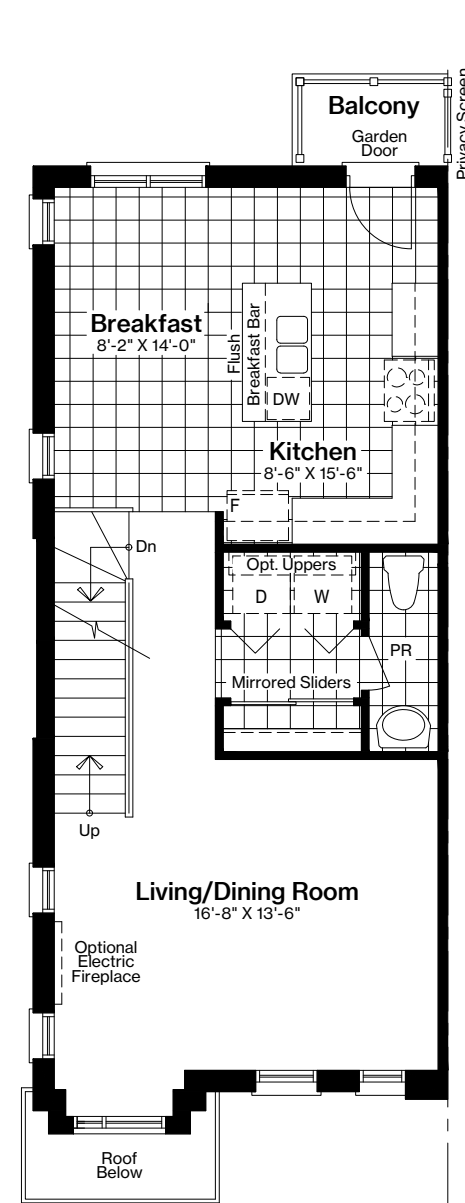 Balcony
Garden
Door
Privacy Screen
Breakfast
8'-2" X 14'-0"
Flush
Breakfast Bar
DW
Kitchen
8'-6" X 15'-6"
F
Dn
Opt. Uppers
D
W
PR
Mirrored Sliders
Up
Living/Dining Room
16'-8" X 13'-6"
Optional
Electric
Fireplace
Roof
Below